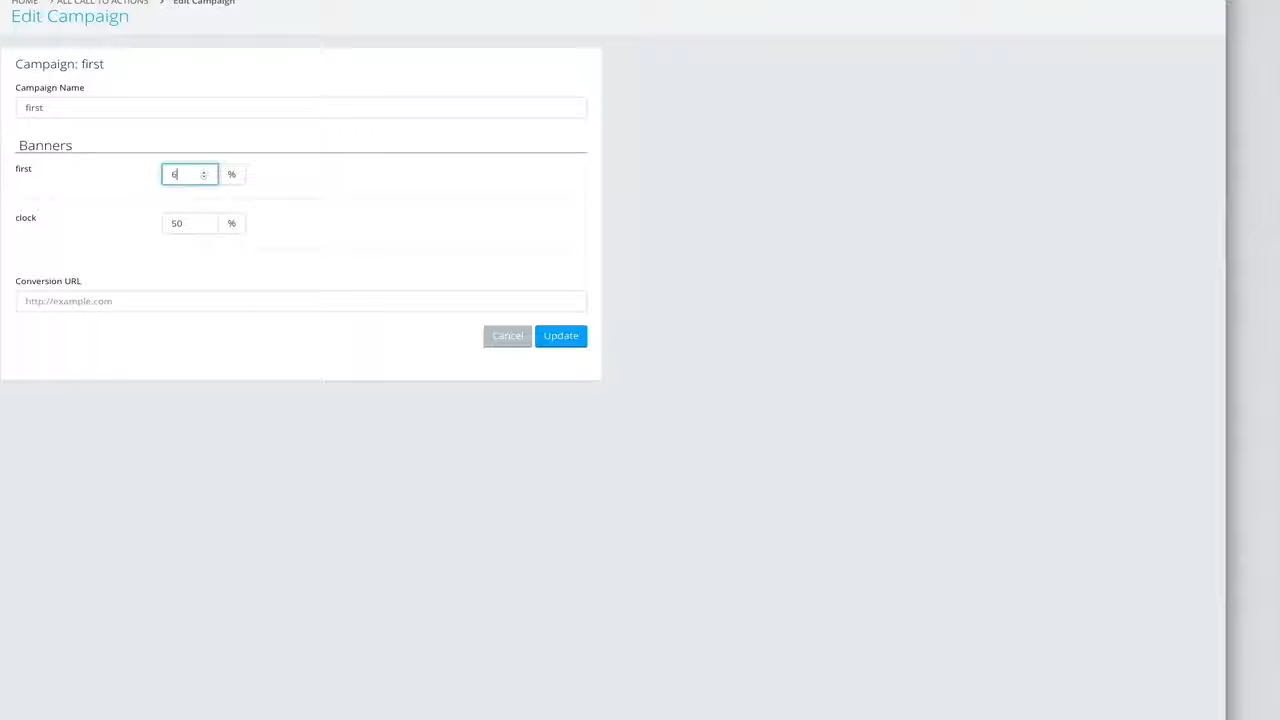 HOME > ALL CALL TO ACTIONS > Edit Campaign
Edit Campaign
Campaign: first
Campaign Name
first
Banners
first 6 %
clock 50 %
Conversion URL
http://example.com
Cancel Update